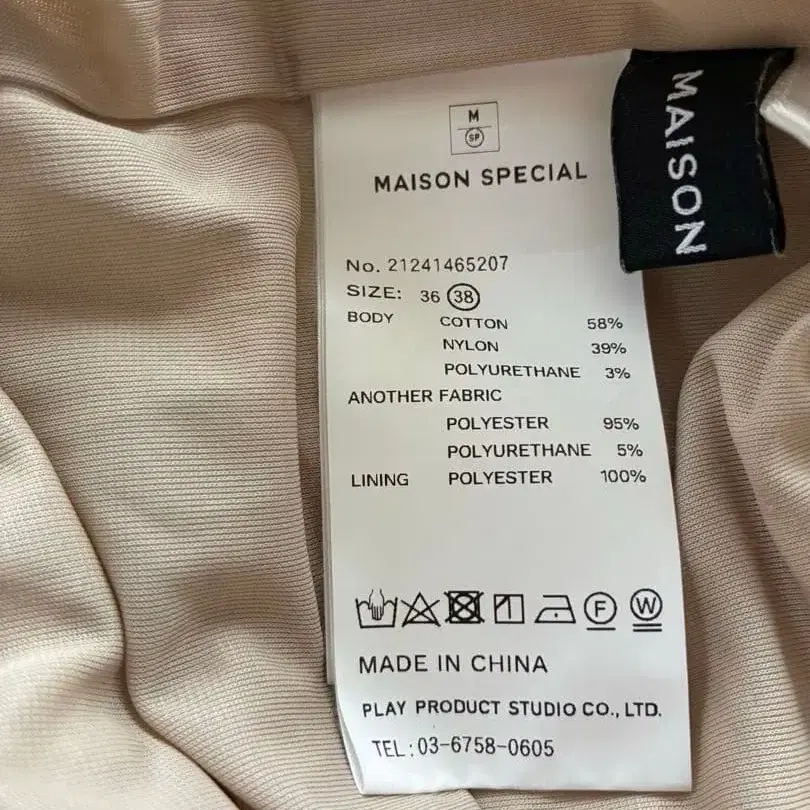 M
SP
MAISON SPECIAL
MAISON
No. 21241465207
SIZE: 36 38
BODY COTTON 58%
NYLON 39%
POLYURETHANE 3%
ANOTHER FABRIC
POLYESTER 95%
POLYURETHANE 5%
LINING POLYESTER 100%
F W
MADE IN CHINA
PLAY PRODUCT STUDIO CO., LTD.
TEL:03-6758-0605